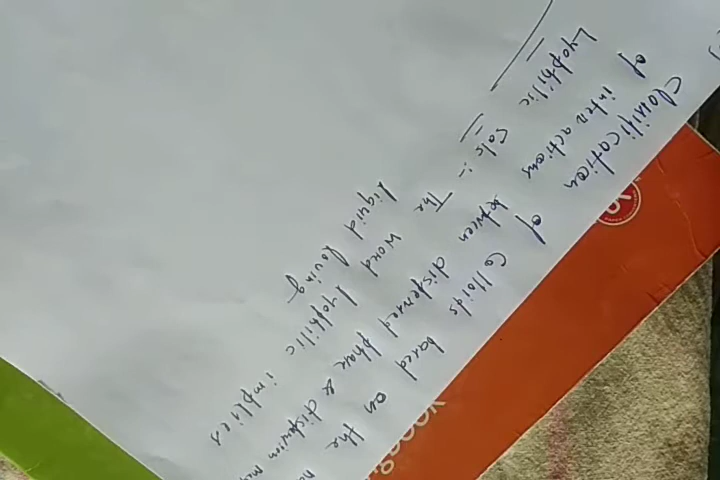 Classification of Colloids based on the
of interactions between dispersed phase & dispersion
Lyophilic Sols :- The word lyophilic implies
liquid loving